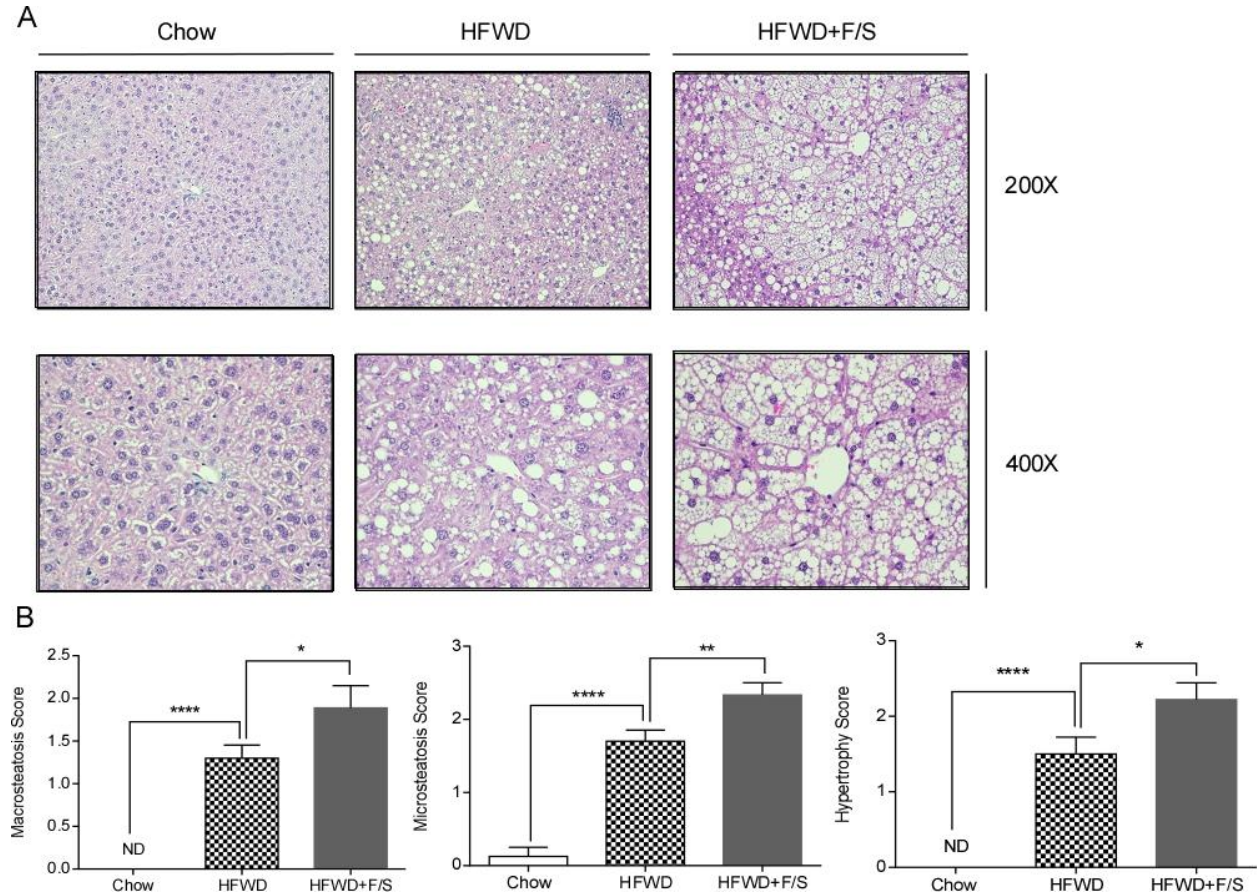 A
Chow HFWD HFWD+F/S
200X
400X
B
Macrosteatosis Score
2.5
2.0
1.5
1.0
0.5
0.0
****
*
ND
Chow HFWD HFWD+F/S
Microsteatosis Score
3
2
1
0
****
**
Chow HFWD HFWD+F/S
Hypertrophy Score
3
2
1
0
****
*
ND
Chow HFWD HFWD+F/S